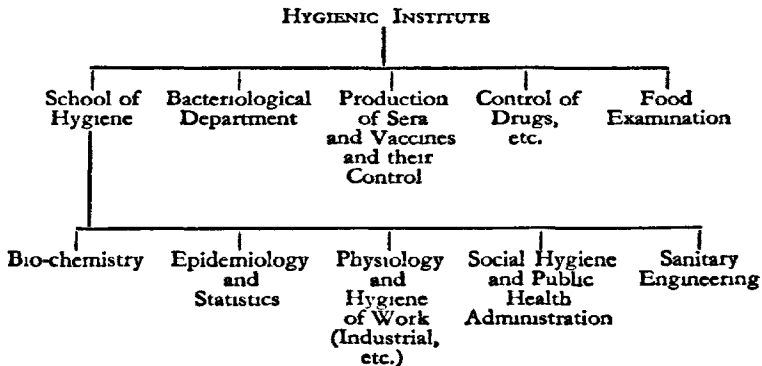 HYGIENIC INSTITUTE
School of Hygiene
Bacteriological Department
Production of Sera and Vaccines and their Control
Control of Drugs, etc.
Food Examination
Bio-chemistry
Epidemiology and Statistics
Physiology and Hygiene of Work (Industrial, etc.)
Social Hygiene and Public Health Administration
Sanitary Engineering